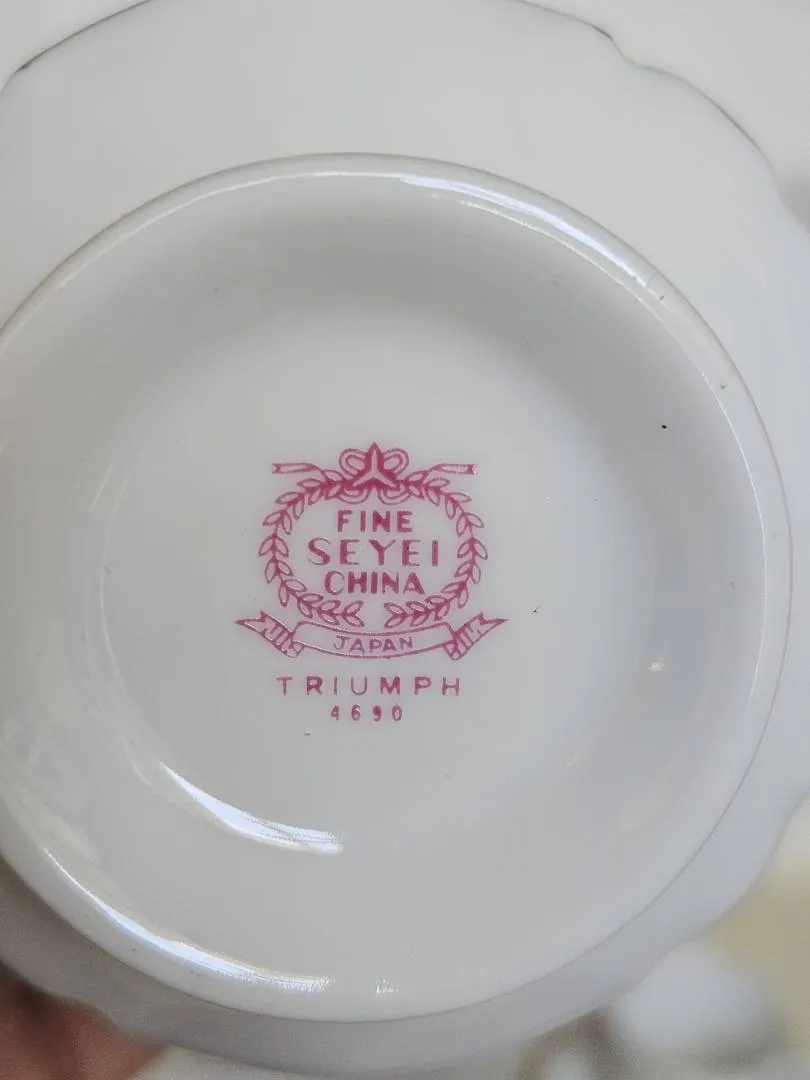 FINE
SEYEI
CHINA
JAPAN
TRIUMPH
4690